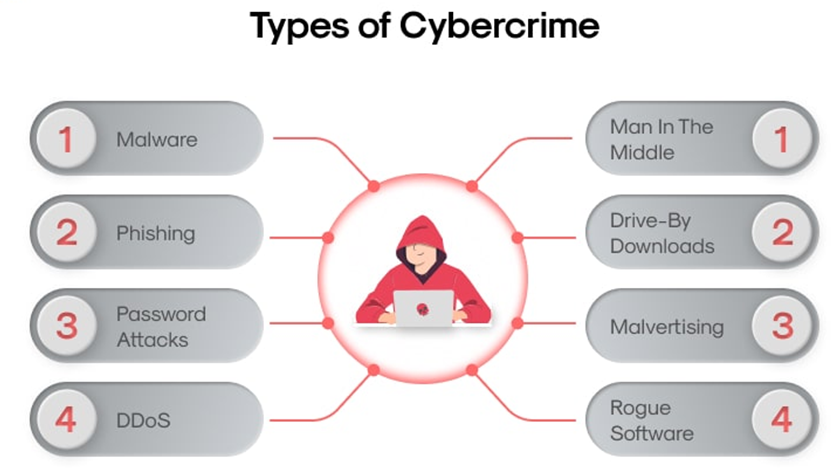 Types of Cybercrime
1 Malware
2 Phishing
3 Password
Attacks
4 DDoS
Man In The
Middle 1
Drive-By
Downloads 2
Malvertising 3
Rogue
Software 4